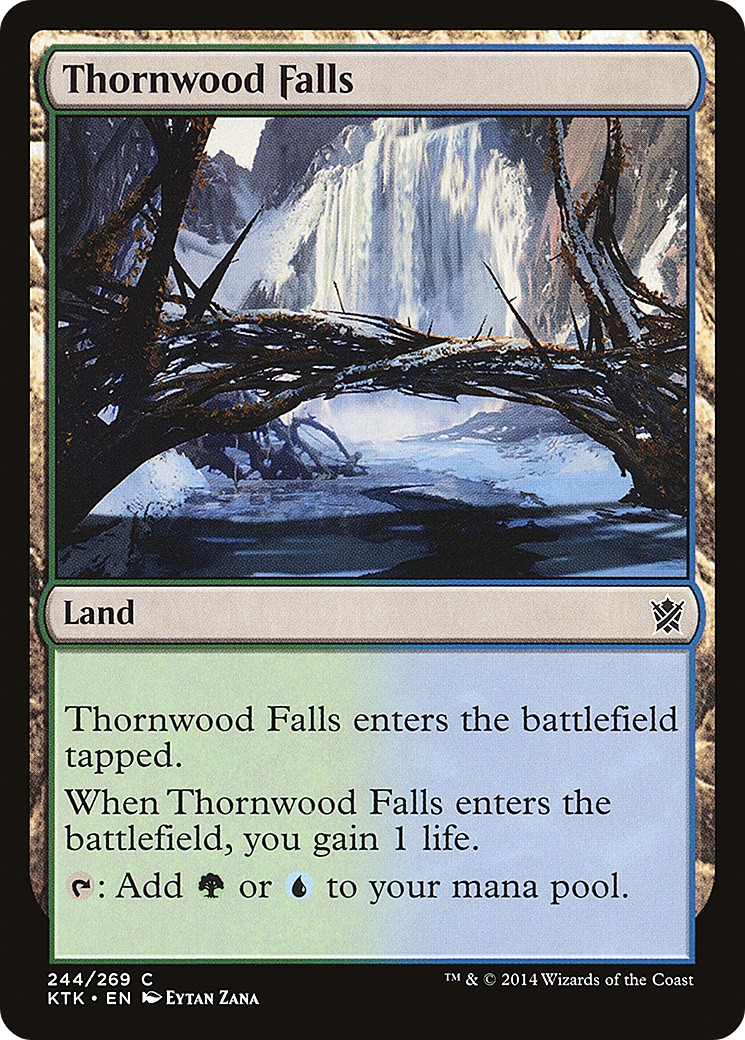 Thornwood Falls
Land
Thornwood Falls enters the battlefield
tapped.
When Thornwood Falls enters the
battlefield, you gain 1 life.
: Add or to your mana pool.
244/269 C
KTK • EN Eytan Zana
™ & © 2014 Wizards of the Coast